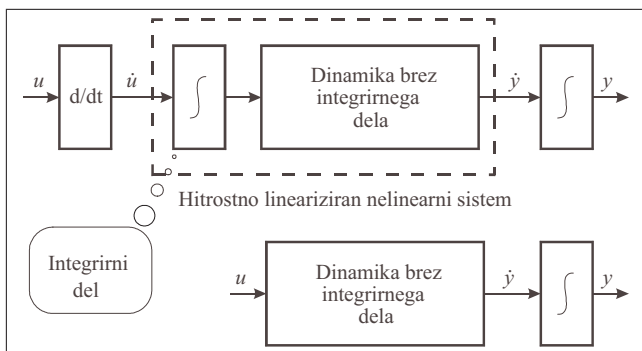 u
d/dt
u̇
∫
Dinamika brez
integrirnega
dela
ẏ
∫
y
Hitrostno lineariziran nelinearni sistem
Integrirni
del
u
Dinamika brez
integrirnega
dela
ẏ
∫
y